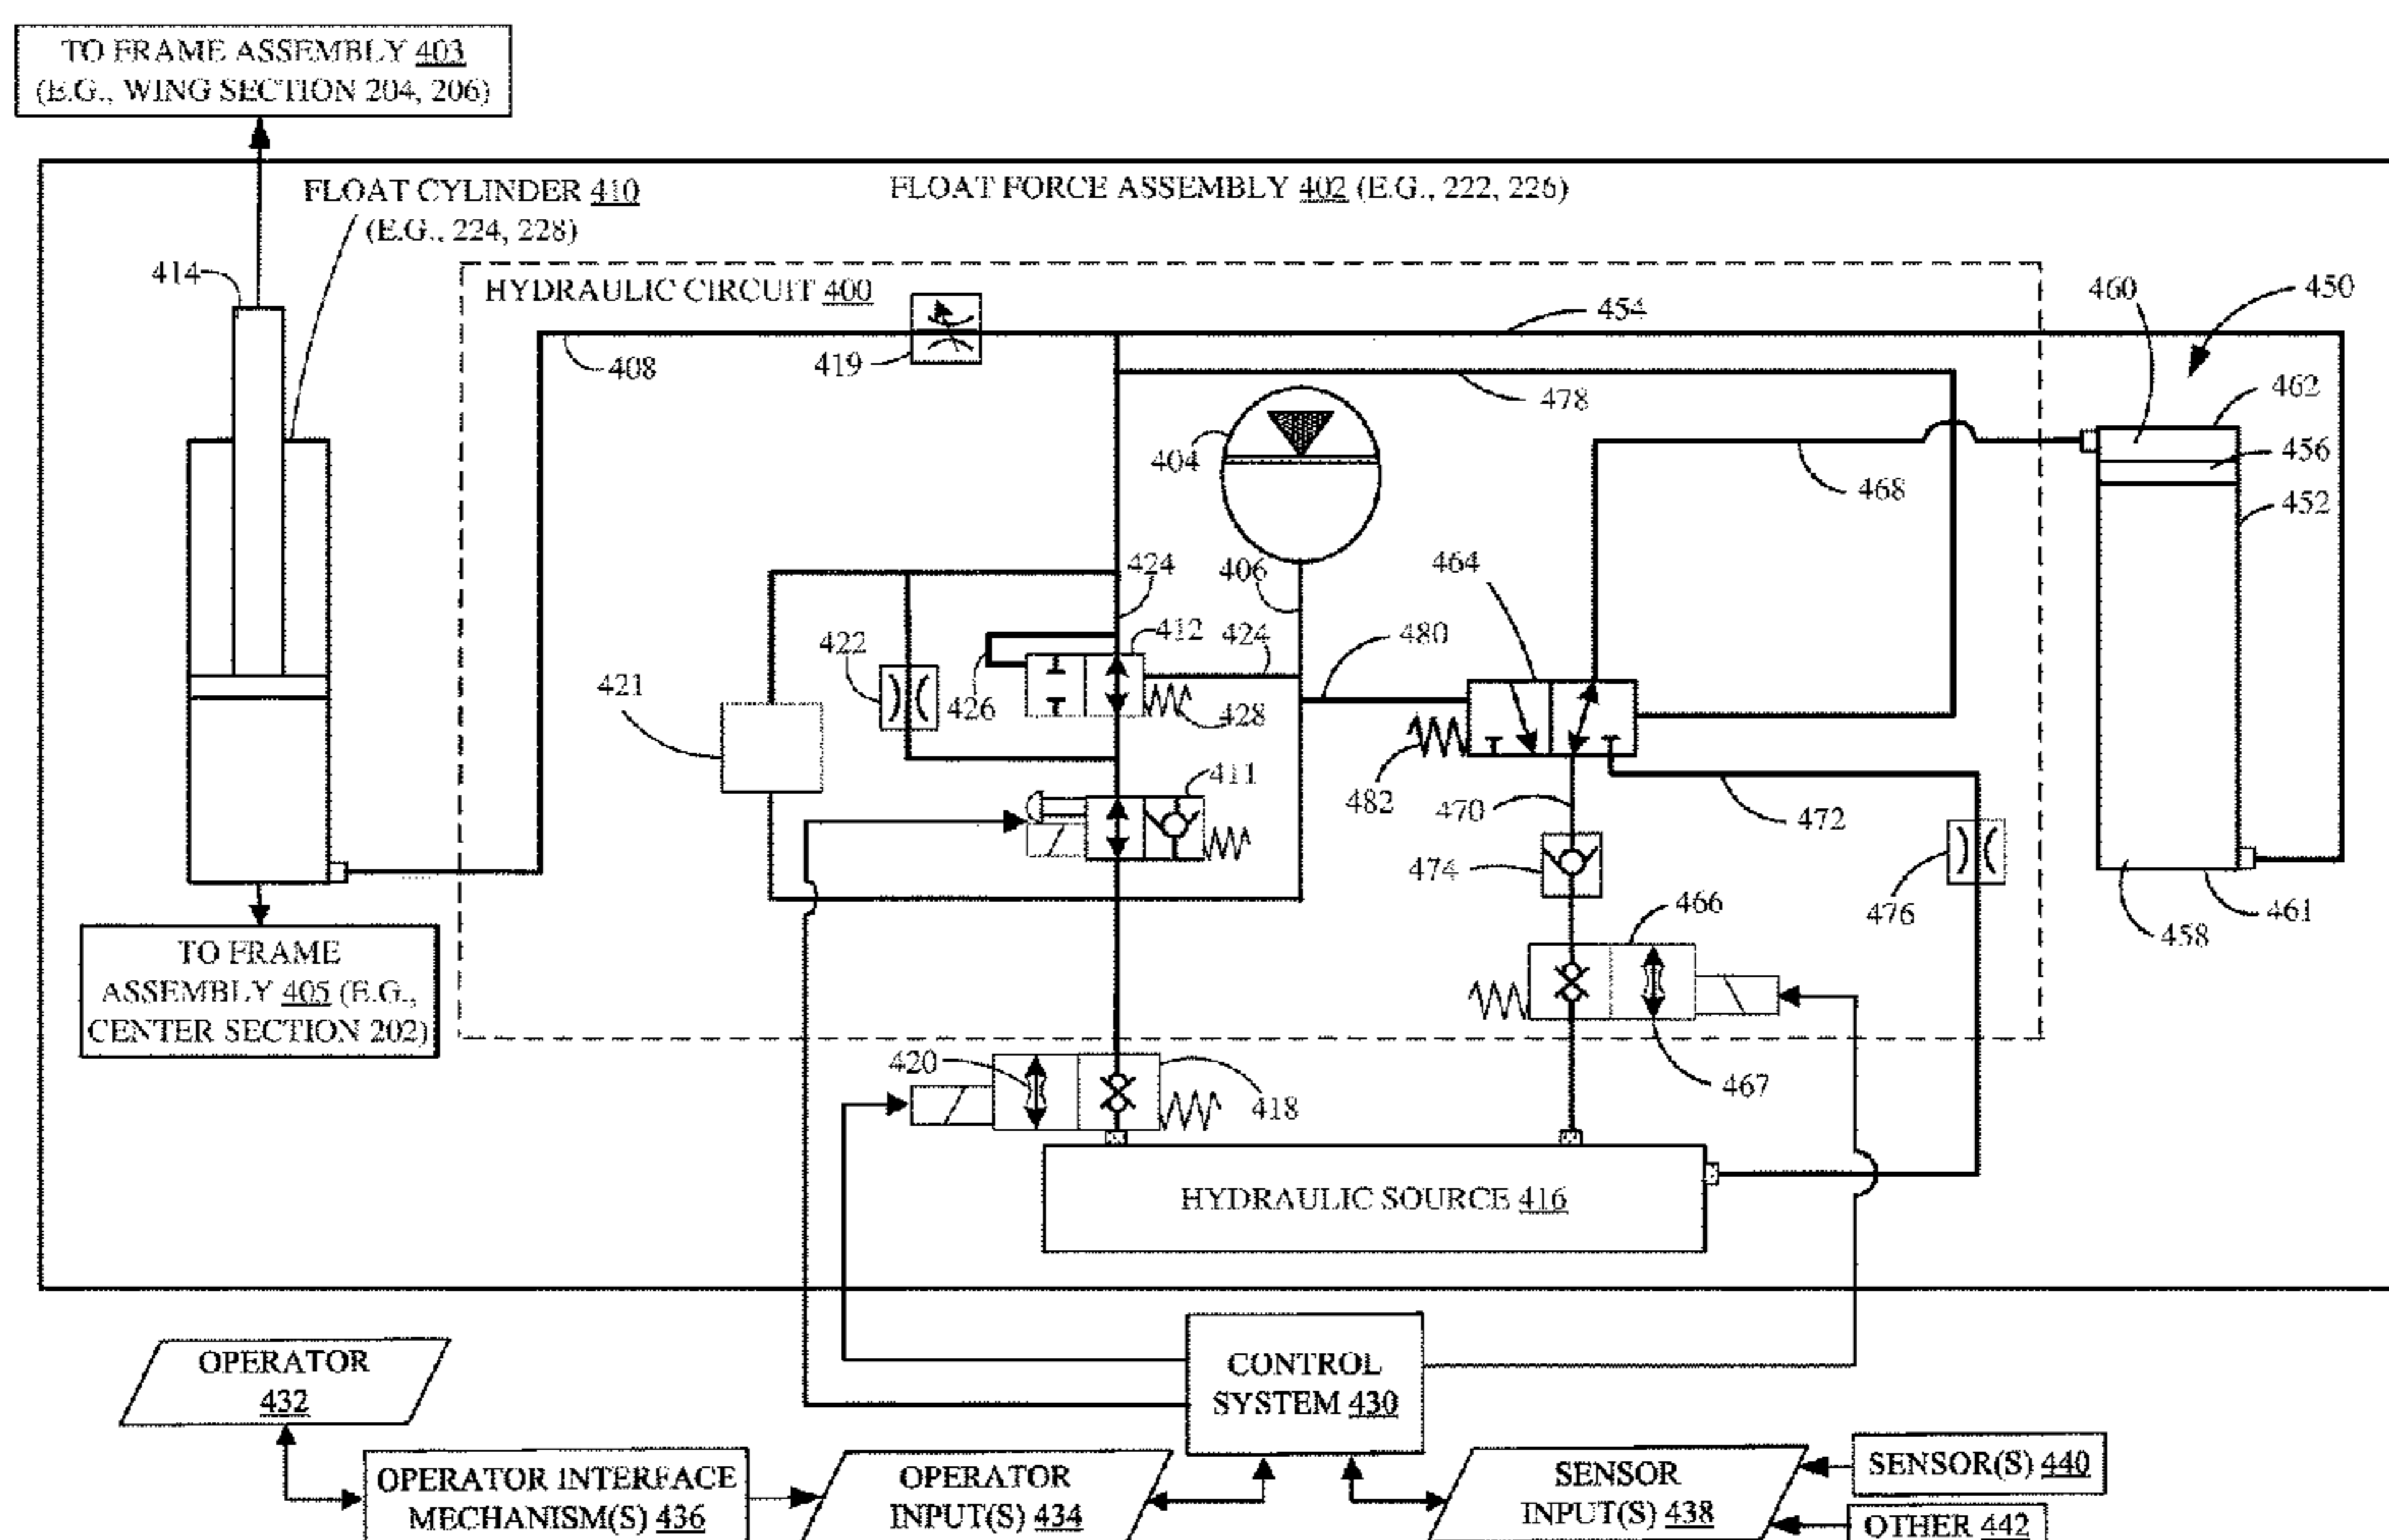 TO FRAME ASSEMBLY 403
(E.G., WING SECTION 204, 206)
FLOAT CYLINDER 410
(E.G., 224, 228)
FLOAT FORCE ASSEMBLY 402 (E.G., 222, 226)
414
HYDRAULIC CIRCUIT 400
419
408
454
460
450
478
462
404
456
468
452
424
406
464
412
424
480
422
426
428
421
411
482
470
472
474
476
466
461
458
TO FRAME
ASSEMBLY 405 (E.G.,
CENTER SECTION 202)
420
418
467
HYDRAULIC SOURCE 416
OPERATOR
432
CONTROL
SYSTEM 430
OPERATOR INTERFACE
MECHANISM(S) 436
OPERATOR
INPUT(S) 434
SENSOR
INPUT(S) 438
SENSOR(S) 440
OTHER 442